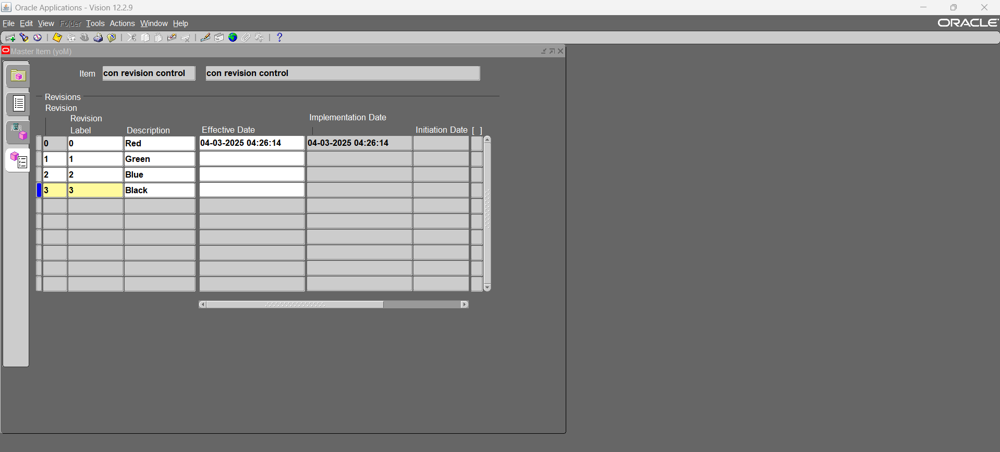 Oracle Applications - Vision 12.2.9
File Edit View Folder Tools Actions Window Help
ORACLE
Master Item (yoM)
Item con revision control con revision control
Revisions
Revision
Revision Label Description Effective Date Implementation Date Initiation Date [ ]
0 0 Red 04-03-2025 04:26:14 04-03-2025 04:26:14
1 1 Green
2 2 Blue
3 3 Black